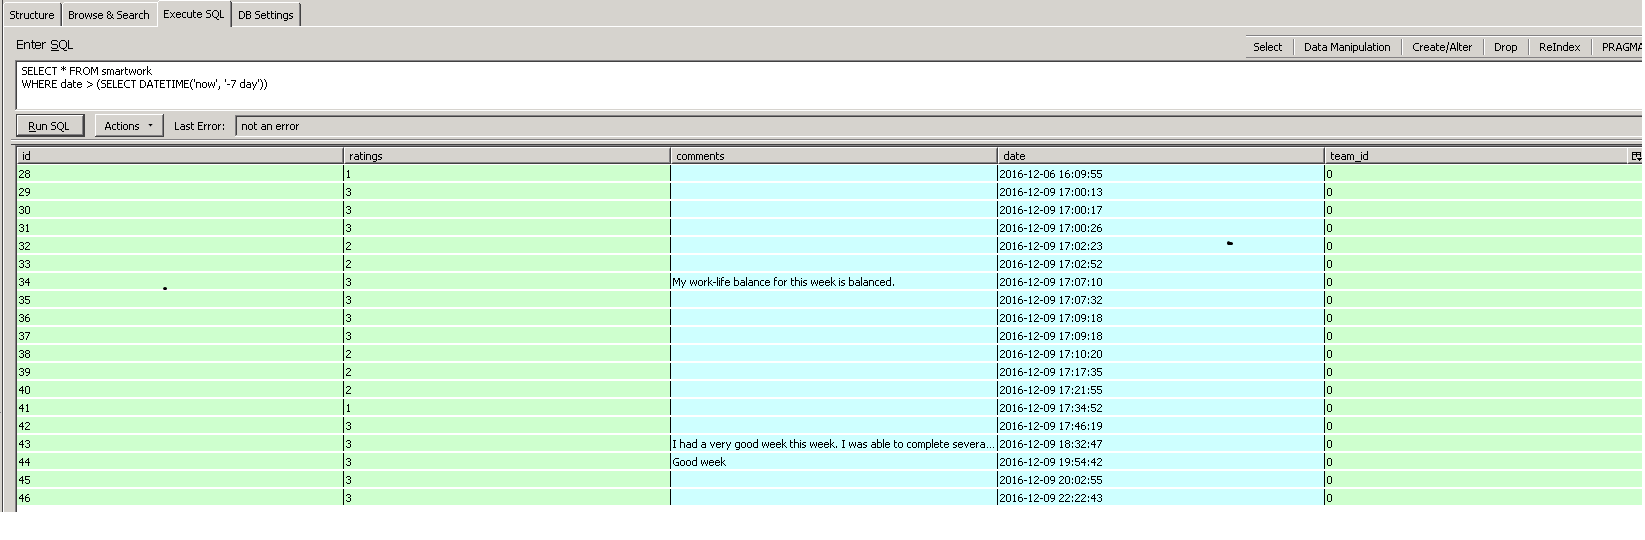 Structure Browse & Search Execute SQL DB Settings
Enter SQL Select Data Manipulation Create/Alter Drop ReIndex PRAGMA
SELECT * FROM smartwork
WHERE date > (SELECT DATETIME('now', '-7 day'))
Run SQL Actions Last Error: not an error
id ratings comments date team_id
28 1 2016-12-06 16:09:55 0
29 3 2016-12-09 17:00:13 0
30 3 2016-12-09 17:00:17 0
31 3 2016-12-09 17:00:26 0
32 2 2016-12-09 17:02:23 0
33 2 2016-12-09 17:02:52 0
34 3 My work-life balance for this week is balanced. 2016-12-09 17:07:10 0
35 3 2016-12-09 17:07:32 0
36 3 2016-12-09 17:09:18 0
37 3 2016-12-09 17:09:18 0
38 2 2016-12-09 17:10:20 0
39 2 2016-12-09 17:17:35 0
40 2 2016-12-09 17:21:55 0
41 1 2016-12-09 17:34:52 0
42 3 2016-12-09 17:46:19 0
43 3 I had a very good week this week. I was able to complete severa... 2016-12-09 18:32:47 0
44 3 Good week 2016-12-09 19:54:42 0
45 3 2016-12-09 20:02:55 0
46 3 2016-12-09 22:22:43 0